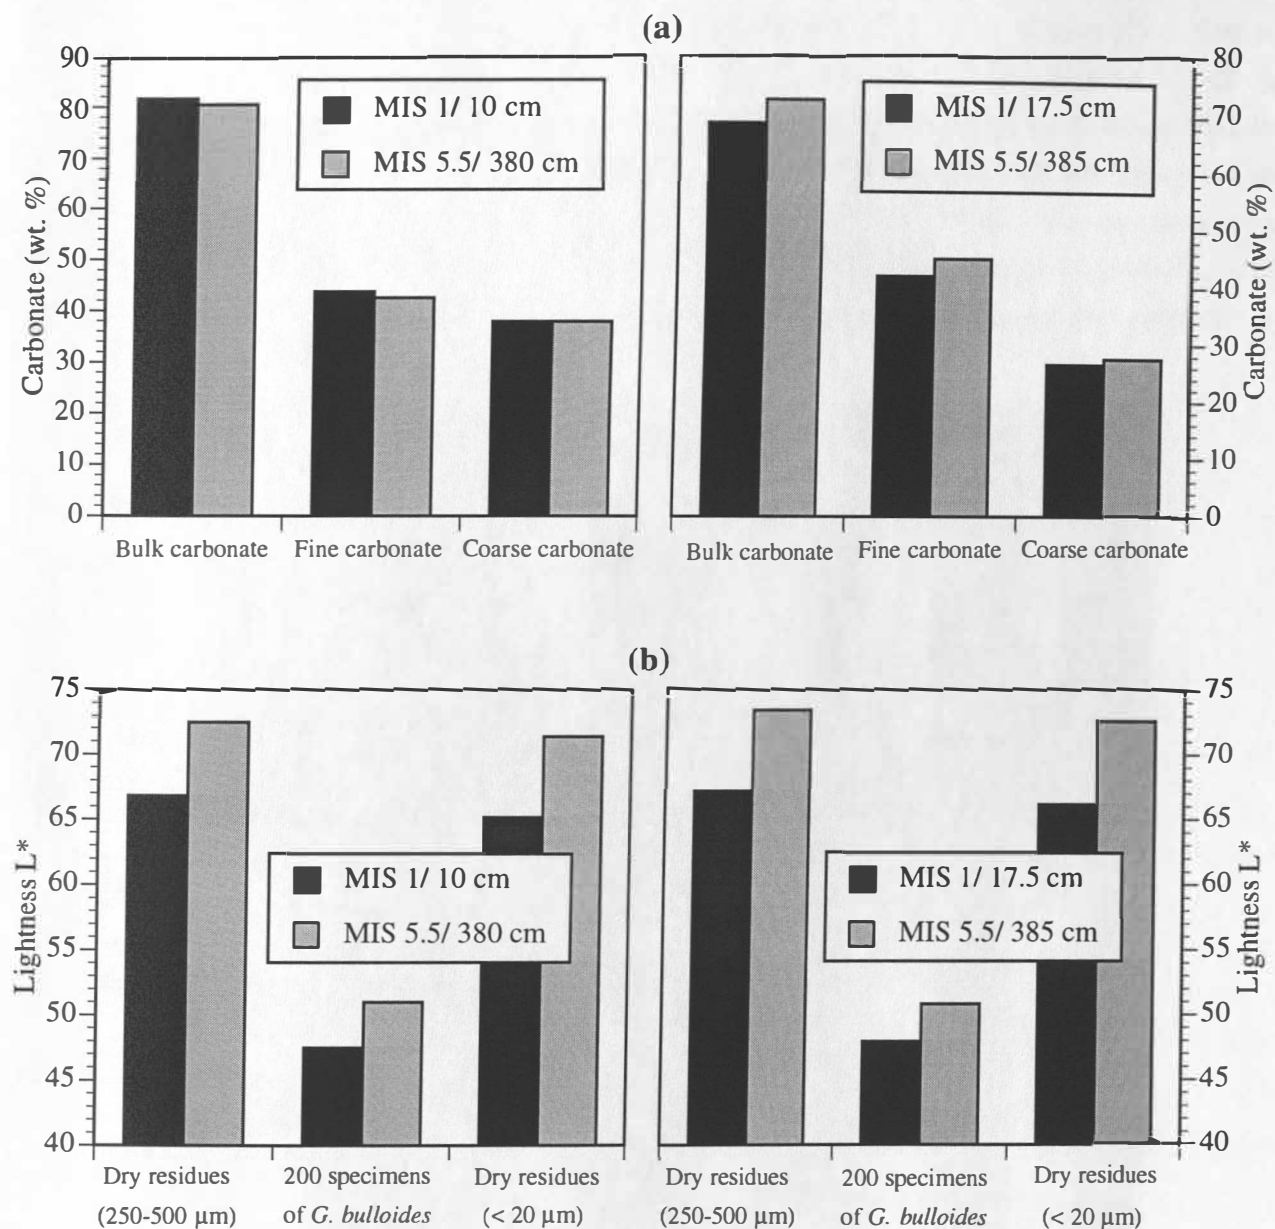 (a)
90
80
70
60
50
40
30
20
10
0
Carbonate (wt. %)
MIS 1/ 10 cm
MIS 5.5/ 380 cm
Bulk carbonate
Fine carbonate
Coarse carbonate
MIS 1/ 17.5 cm
MIS 5.5/ 385 cm
80
70
60
50
40
30
20
10
0
Carbonate (wt. %)
Bulk carbonate
Fine carbonate
Coarse carbonate
(b)
75
70
65
60
55
50
45
40
Lightness L*
MIS 1/ 10 cm
MIS 5.5/ 380 cm
Dry residues
(250-500 µm)
200 specimens
of G. bulloides
Dry residues
(< 20 µm)
MIS 1/ 17.5 cm
MIS 5.5/ 385 cm
75
70
65
60
55
50
45
40
Lightness L*
Dry residues
(250-500 µm)
200 specimens
of G. bulloides
Dry residues
(< 20 µm)